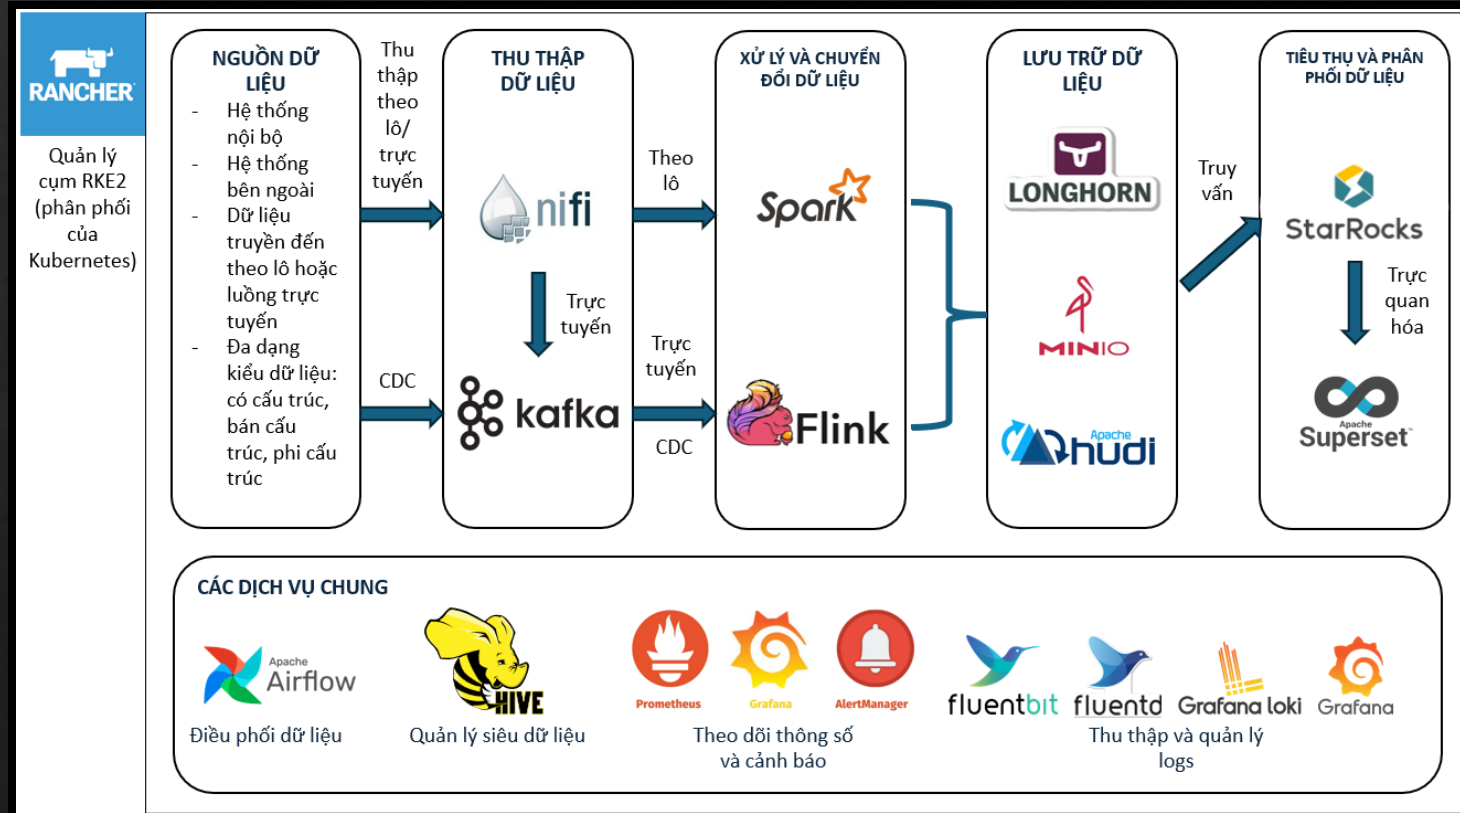 RANCHER
Quản lý
cụm RKE2
(phân phối
của
Kubernetes)
NGUỒN DỮ
LIỆU
- Hệ thống
nội bộ
- Hệ thống
bên ngoài
- Dữ liệu
truyền đến
theo lô hoặc
luồng trực
tuyến
- Đa dạng
kiểu dữ liệu:
có cấu trúc,
bán cấu
trúc, phi cấu
trúc
Thu
thập
theo
lô/
trực
tuyến
CDC
THU THẬP
DỮ LIỆU
nifi
Trực
tuyến
kafka
Theo
lô
Trực
tuyến
CDC
XỬ LÝ VÀ CHUYỂN
ĐỔI DỮ LIỆU
Spark
Flink
LƯU TRỮ DỮ
LIỆU
LONGHORN
MINIO
Apache
hudi
Truy
vấn
TIÊU THỤ VÀ PHÂN
PHỐI DỮ LIỆU
StarRocks
Trực
quan
hóa
Apache
Superset™
CÁC DỊCH VỤ CHUNG
Apache
Airflow
Điều phối dữ liệu
HIVE
Quản lý siêu dữ liệu
Prometheus
Grafana
AlertManager
Theo dõi thông số
và cảnh báo
fluentbit
fluentd
Grafana loki
Grafana
Thu thập và quản lý
logs